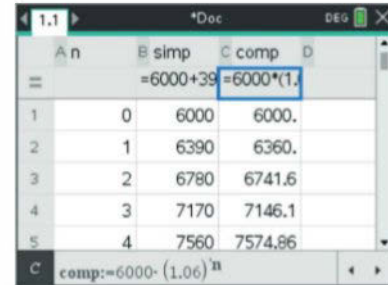 1.1 *Doc DEG
A n B simp C comp D
= =6000+39 =6000*(1.
1 0 6000 6000.
2 1 6390 6360.
3 2 6780 6741.6
4 3 7170 7146.1
5 4 7560 7574.86
C comp:=6000· (1.06)^n